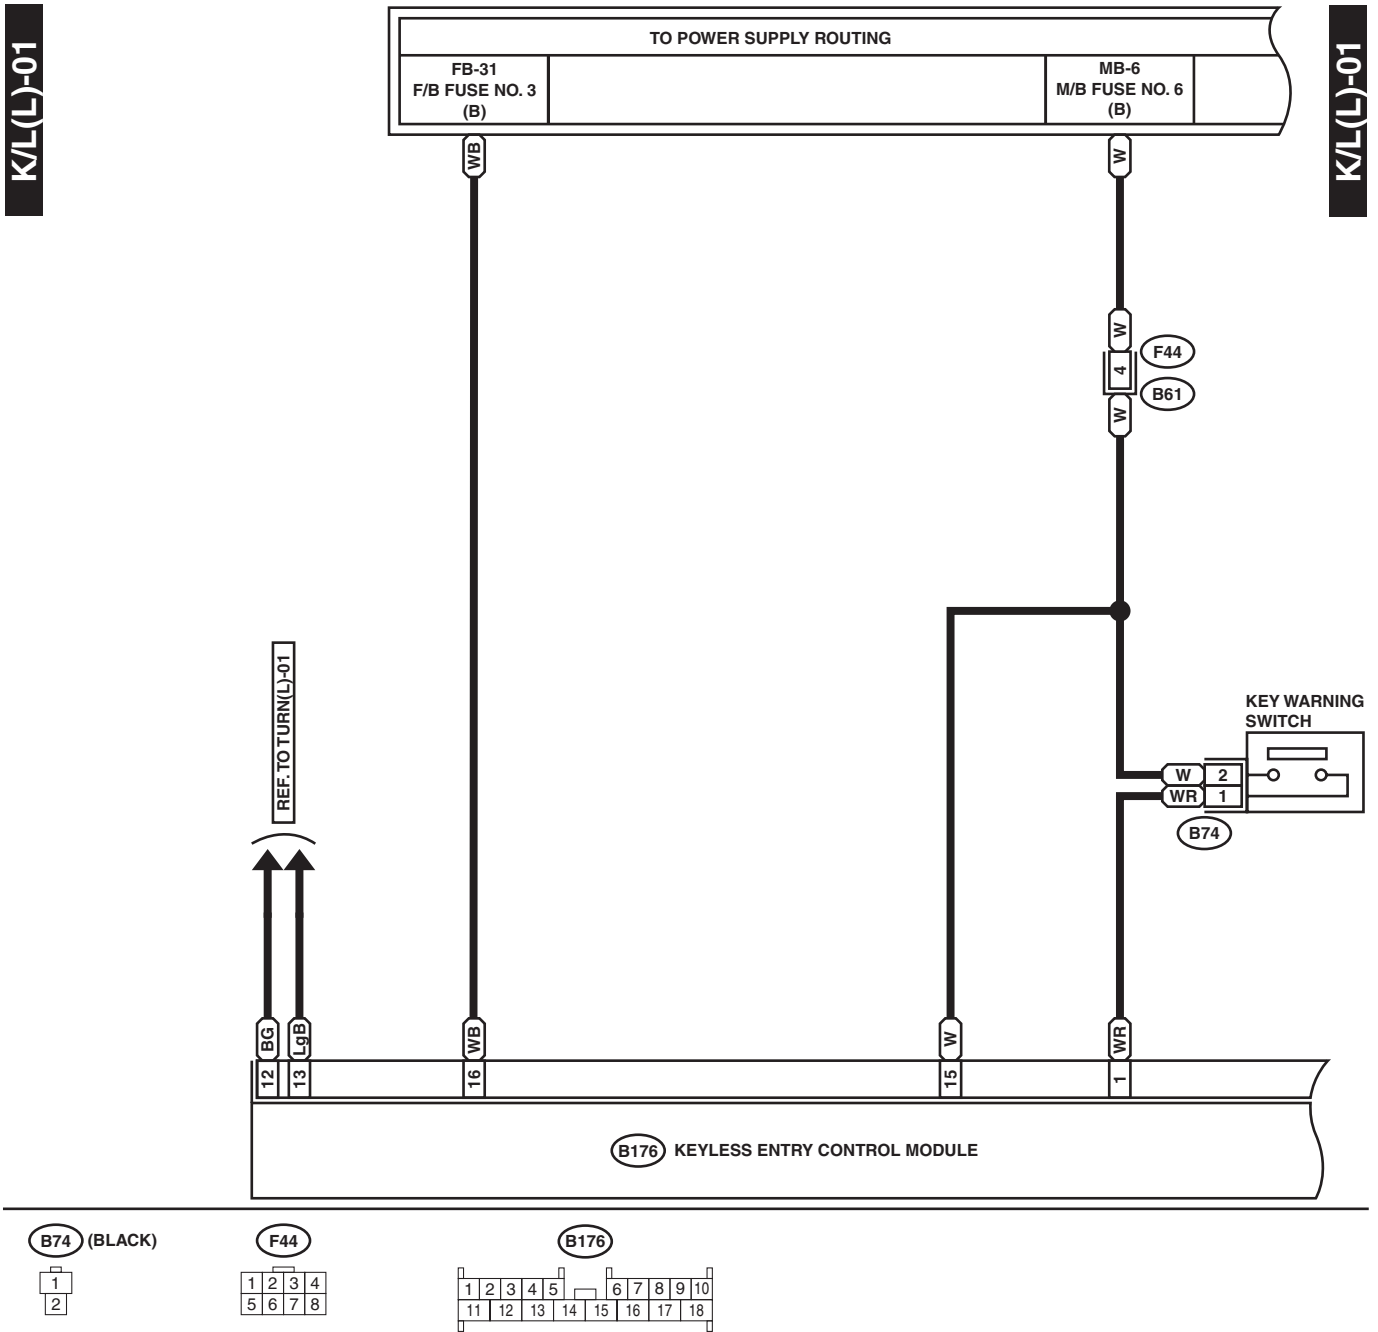 K/L(L)-01
K/L(L)-01
TO POWER SUPPLY ROUTING
FB-31
F/B FUSE NO. 3
(B)
MB-6
M/B FUSE NO. 6
(B)
WB
W
W
4
F44
B61
W
REF. TO TURN(L)-01
KEY WARNING
SWITCH
W 2
WR 1
B74
BG
LgB
WB
W
WR
12
13
16
15
1
B176 KEYLESS ENTRY CONTROL MODULE
B74 (BLACK)
F44
B176
1
2
1 2 3 4
5 6 7 8
1 2 3 4 5 6 7 8 9 10
11 12 13 14 15 16 17 18